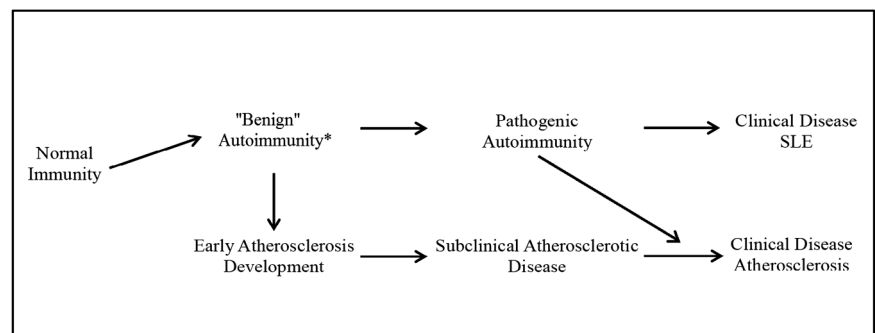 "Benign"
Autoimmunity*
Pathogenic
Autoimmunity
Clinical Disease
SLE
Normal
Immunity
Early Atherosclerosis
Development
Subclinical Atherosclerotic
Disease
Clinical Disease
Atherosclerosis